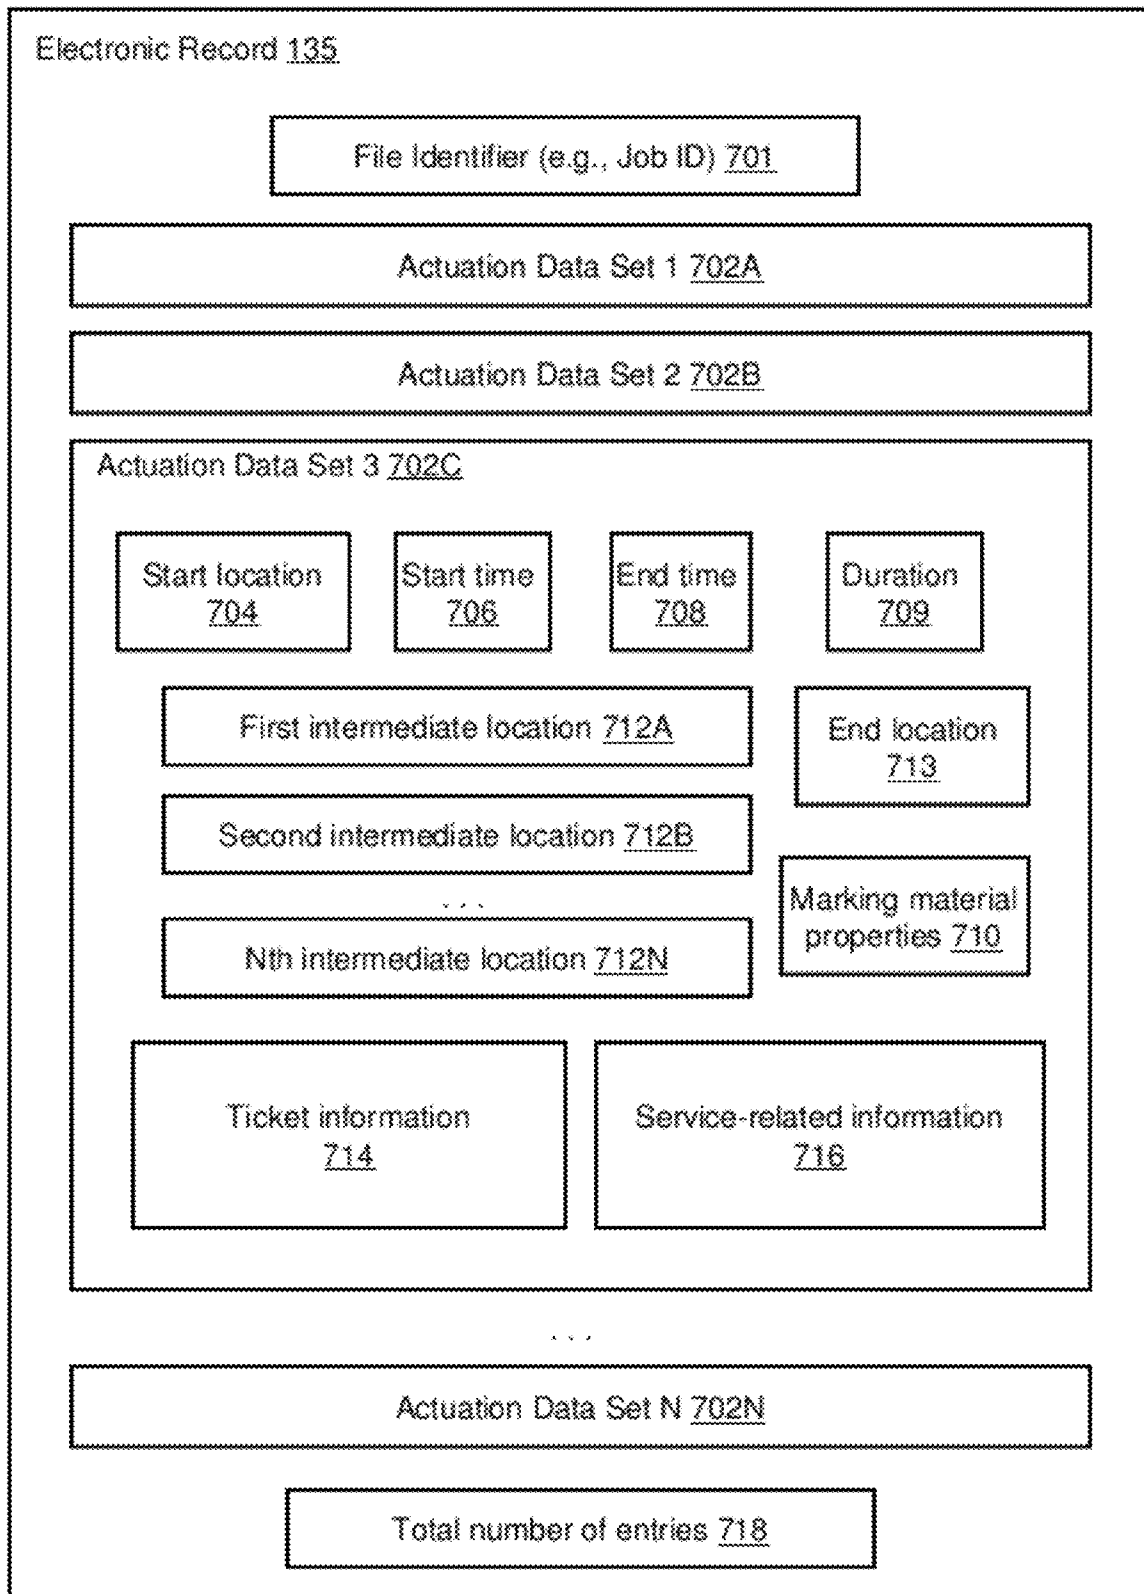 Electronic Record 135
File Identifier (e.g., Job ID) 701
Actuation Data Set 1 702A
Actuation Data Set 2 702B
Actuation Data Set 3 702C
Start location
704
Start time
706
End time
708
Duration
709
First intermediate location 712A
End location
713
Second intermediate location 712B
. . .
Marking material
properties 710
Nth intermediate location 712N
Ticket information
714
Service-related information
716
. . .
Actuation Data Set N 702N
Total number of entries 718